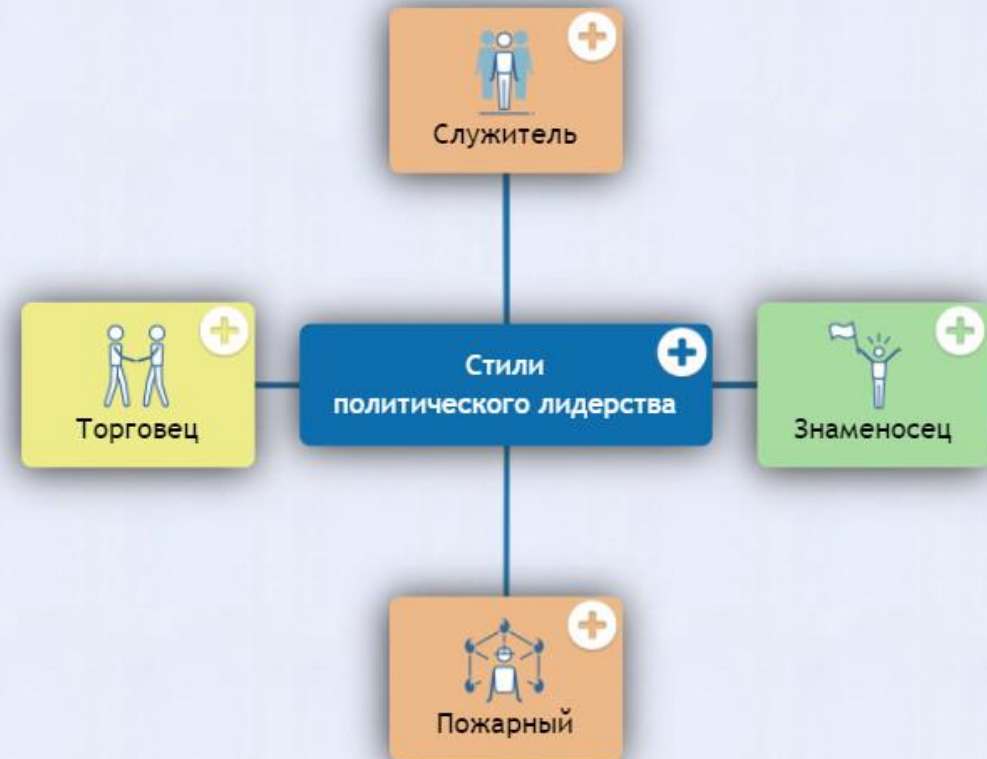 Служитель
Торговец
Стили
политического лидерства
Знаменосец
Пожарный